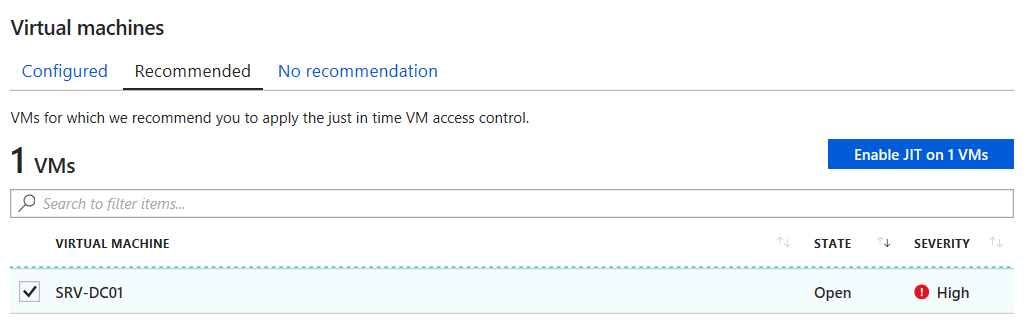 Virtual machines
Configured Recommended No recommendation
VMs for which we recommend you to apply the just in time VM access control.
1 VMs
Enable JIT on 1 VMs
Search to filter items...
VIRTUAL MACHINE STATE SEVERITY
SRV-DC01 Open High